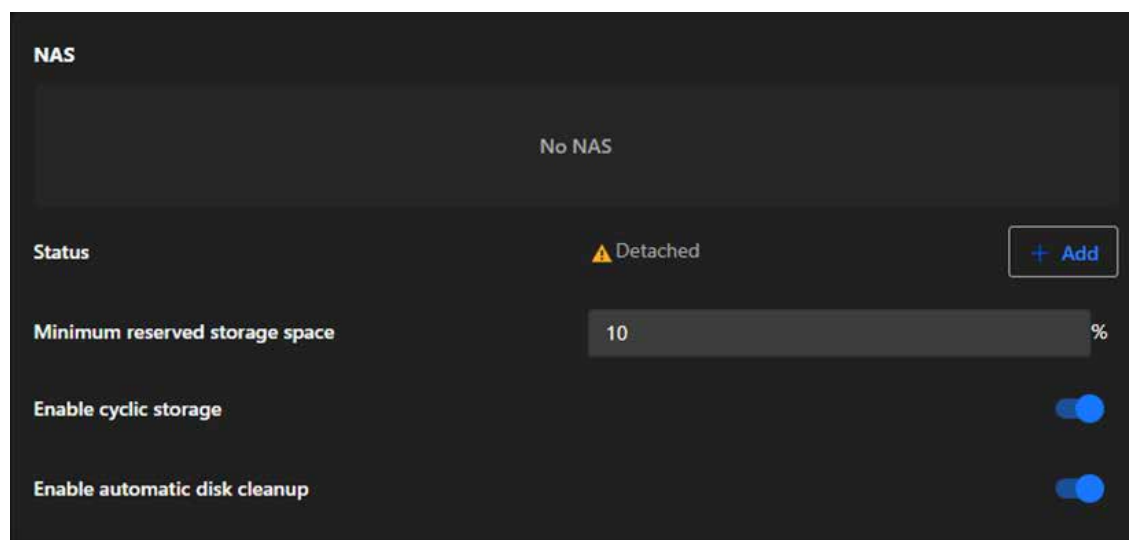 NAS
No NAS
Status Detached + Add
Minimum reserved storage space 10 %
Enable cyclic storage
Enable automatic disk cleanup